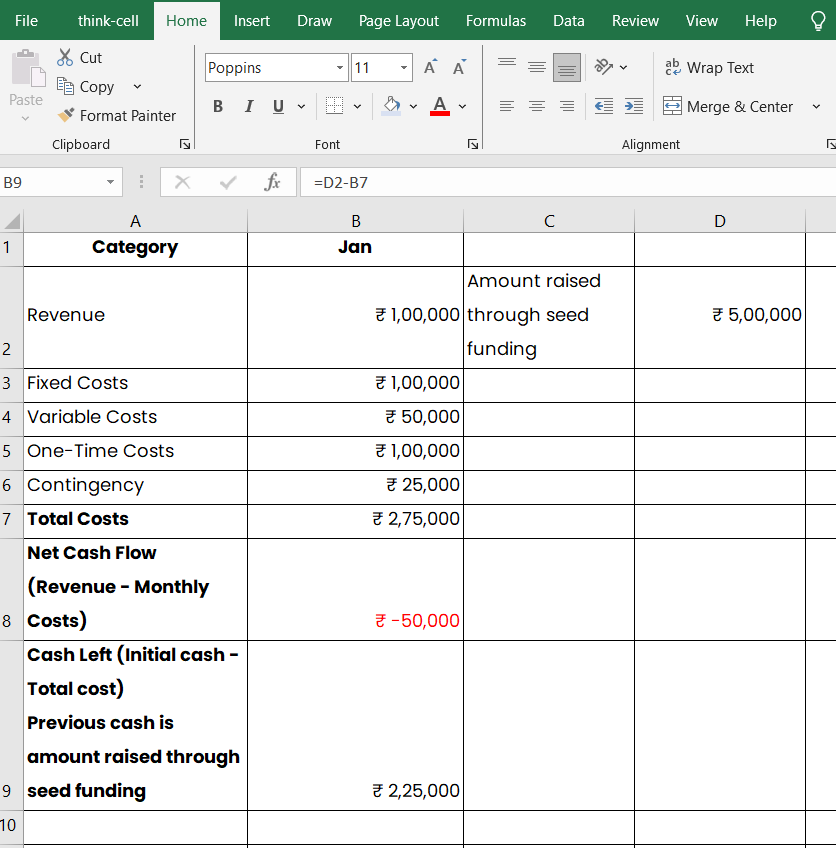 File think-cell Home Insert Draw Page Layout Formulas Data Review View Help
Paste
Cut
Copy
Format Painter
Clipboard
Poppins 11 A A
B I U A
Font
ab
Wrap Text
Merge & Center
Alignment
B9 fx =D2-B7
A B C D
1 Category Jan
2 Revenue ₹ 1,00,000
Amount raised
through seed
funding
₹ 5,00,000
3 Fixed Costs ₹ 1,00,000
4 Variable Costs ₹ 50,000
5 One-Time Costs ₹ 1,00,000
6 Contingency ₹ 25,000
7 Total Costs ₹ 2,75,000
Net Cash Flow
(Revenue - Monthly
8 Costs) ₹ -50,000
Cash Left (Initial cash -
Total cost)
Previous cash is
amount raised through
9 seed funding ₹ 2,25,000
10